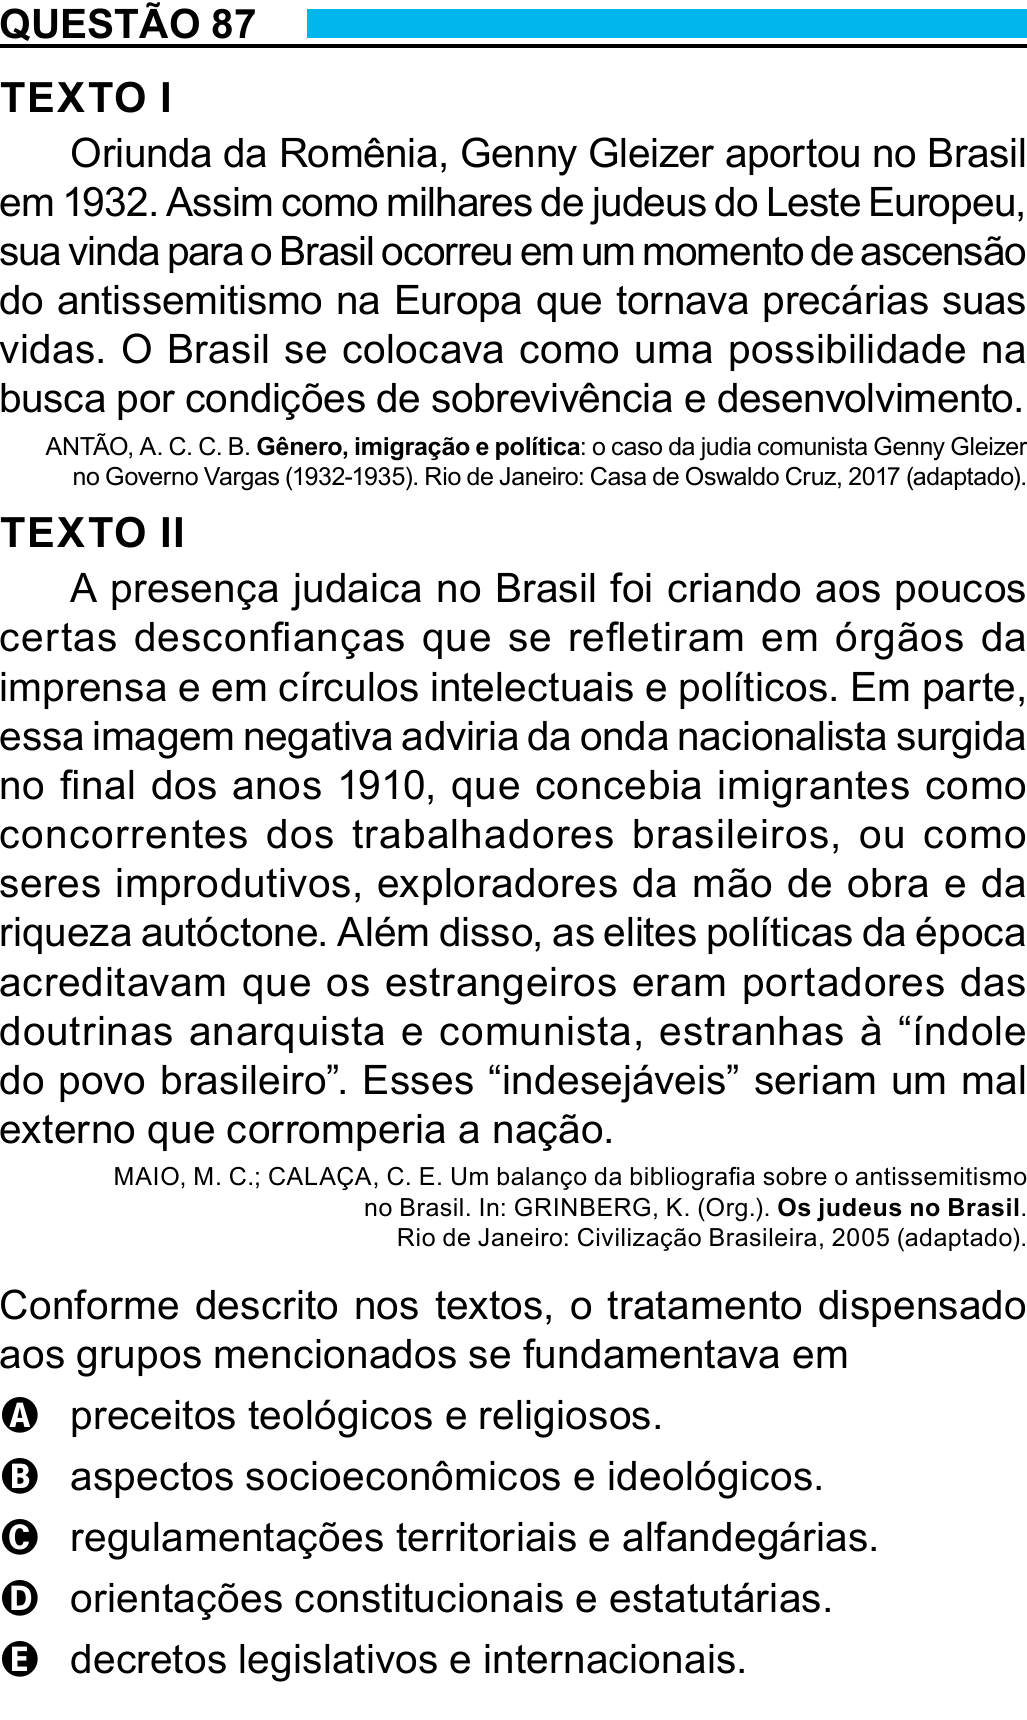 QUESTÃO 87
TEXTO I
Oriunda da Romênia, Genny Gleizer aportou no Brasil
em 1932. Assim como milhares de judeus do Leste Europeu,
sua vinda para o Brasil ocorreu em um momento de ascensão
do antissemitismo na Europa que tornava precárias suas
vidas. O Brasil se colocava como uma possibilidade na
busca por condições de sobrevivência e desenvolvimento.
ANTÃO, A. C. C. B. Gênero, imigração e política: o caso da judia comunista Genny Gleizer
no Governo Vargas (1932-1935). Rio de Janeiro: Casa de Oswaldo Cruz, 2017 (adaptado).
TEXTO II
A presença judaica no Brasil foi criando aos poucos
certas desconfianças que se refletiram em órgãos da
imprensa e em círculos intelectuais e políticos. Em parte,
essa imagem negativa adviria da onda nacionalista surgida
no final dos anos 1910, que concebia imigrantes como
concorrentes dos trabalhadores brasileiros, ou como
seres improdutivos, exploradores da mão de obra e da
riqueza autóctone. Além disso, as elites políticas da época
acreditavam que os estrangeiros eram portadores das
doutrinas anarquista e comunista, estranhas à “índole
do povo brasileiro”. Esses “indesejáveis” seriam um mal
externo que corromperia a nação.
MAIO, M. C.; CALAÇA, C. E. Um balanço da bibliografia sobre o antissemitismo
no Brasil. In: GRINBERG, K. (Org.). Os judeus no Brasil.
Rio de Janeiro: Civilização Brasileira, 2005 (adaptado).
Conforme descrito nos textos, o tratamento dispensado
aos grupos mencionados se fundamentava em
A preceitos teológicos e religiosos.
B aspectos socioeconômicos e ideológicos.
C regulamentações territoriais e alfandegárias.
D orientações constitucionais e estatutárias.
E decretos legislativos e internacionais.